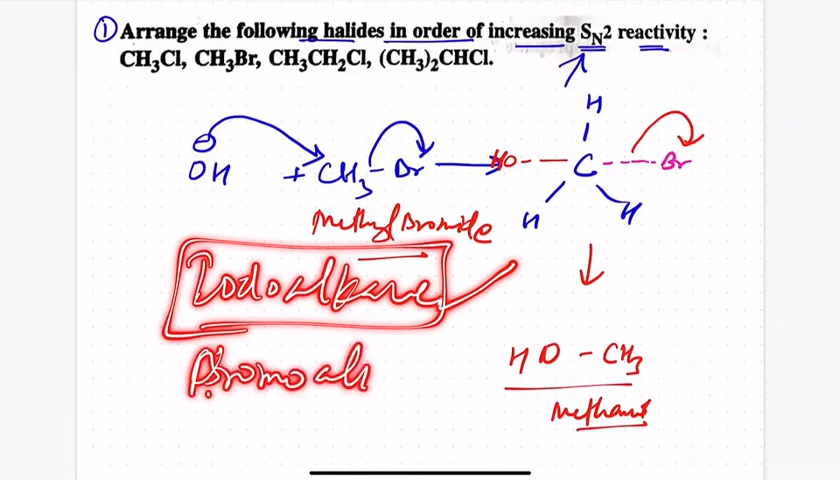 ① Arrange the following halides in order of increasing S_N2 reactivity :
CH₃Cl, CH₃Br, CH₃CH₂Cl, (CH₃)₂CHCl.
H
⊖
OH + CH₃ - Br → HO --- C --- Br
H H
Methyl Bromide
Iodoalkane
HO - CH₃
Bromoalk
Methanol